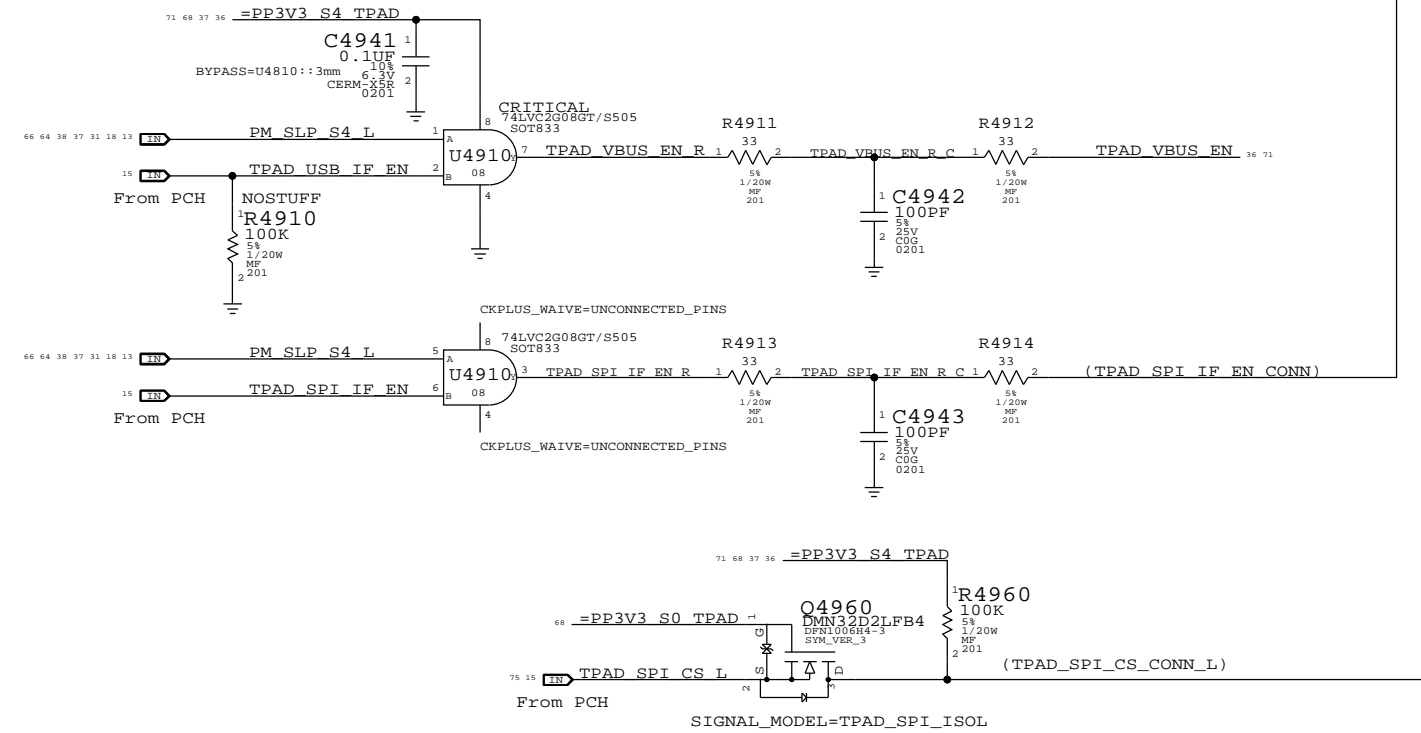 71 68 37 36 =PP3V3_S4_TPAD
C4941 1
0.1UF
10%
BYPASS=U4810::3mm 6.3V
CERM-X5R 2
0201
CRITICAL
8 74LVC2G08GT/S505
SOT833
66 64 38 37 31 18 13 IN PM_SLP_S4_L 1 A
U4910 Y 7 TPAD_VBUS_EN_R
08
15 IN TPAD_USB_IF_EN 2 B
4
From PCH
NOSTUFF
1 R4910
100K
5%
1/20W
MF
2 201
R4911
33
1 2
5%
1/20W
MF
201
TPAD_VBUS_EN_R_C
R4912
33
1 2
5%
1/20W
MF
201
TPAD_VBUS_EN 36 71
1 C4942
100PF
5%
2 25V
C0G
0201
CKPLUS_WAIVE=UNCONNECTED_PINS
8 74LVC2G08GT/S505
SOT833
66 64 38 37 31 18 13 IN PM_SLP_S4_L 5 A
U4910 Y 3 TPAD_SPI_IF_EN_R
08
15 IN TPAD_SPI_IF_EN 6 B
4
From PCH
CKPLUS_WAIVE=UNCONNECTED_PINS
R4913
33
1 2
5%
1/20W
MF
201
TPAD_SPI_IF_EN_R_C
R4914
33
1 2
5%
1/20W
MF
201
(TPAD_SPI_IF_EN_CONN)
1 C4943
100PF
5%
2 25V
C0G
0201
71 68 37 36 =PP3V3_S4_TPAD
1 R4960
100K
5%
1/20W
MF
2 201
68 =PP3V3_S0_TPAD 1
Q4960
DMN32D2LFB4
DFN1006H4-3
SYM_VER_3
G
S
D
75 15 IN TPAD_SPI_CS_L 2
3
(TPAD_SPI_CS_CONN_L)
From PCH
SIGNAL_MODEL=TPAD_SPI_ISOL